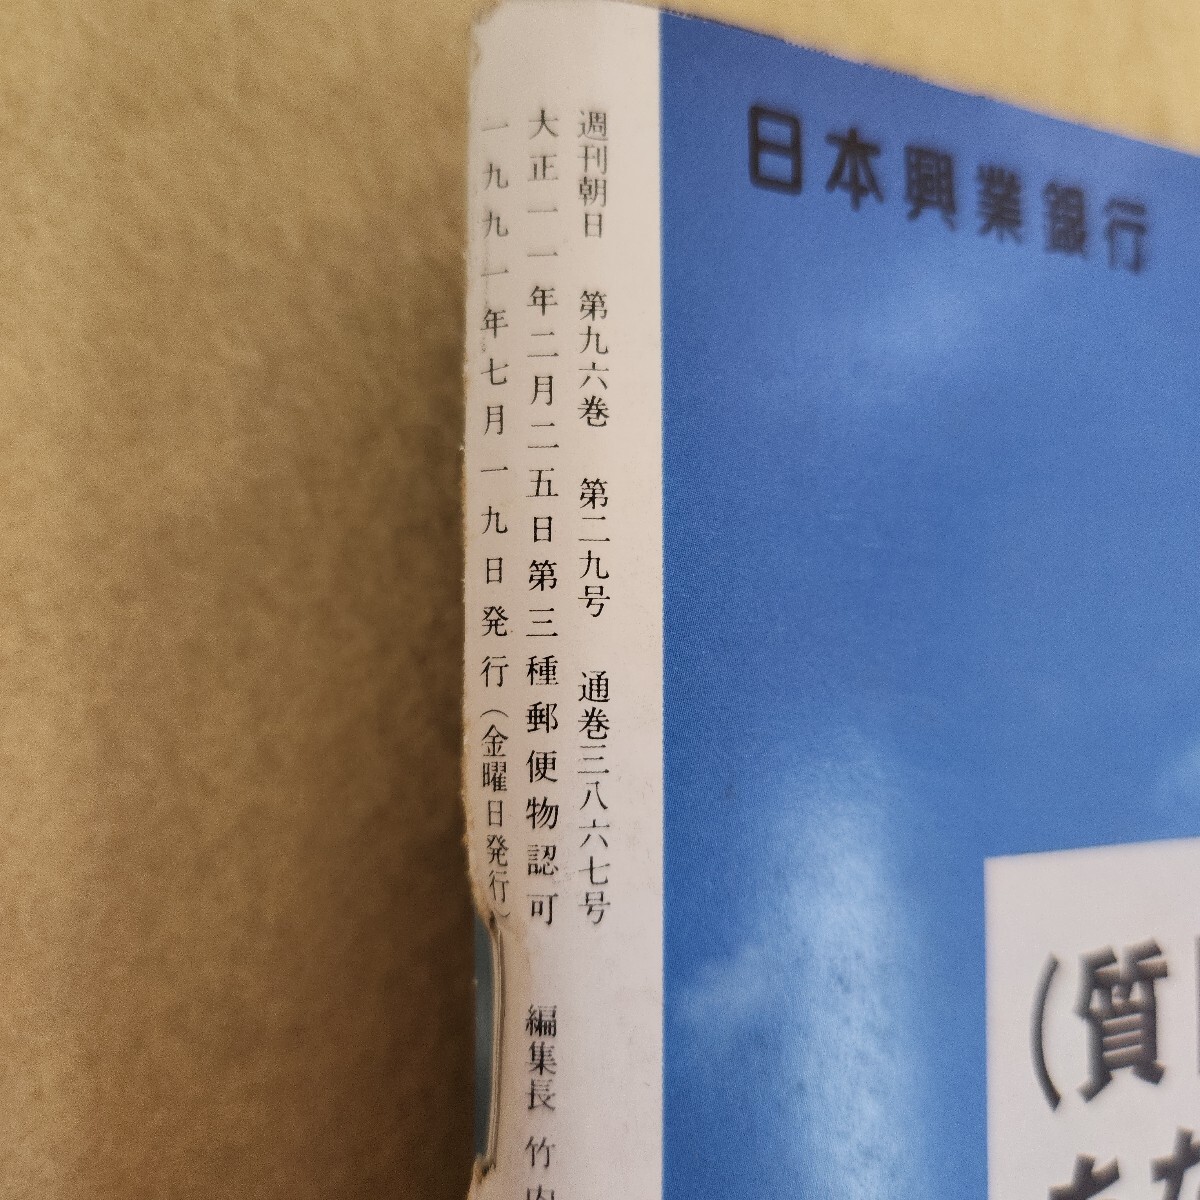 日本興業銀行
週刊朝日 第九六巻 第二九号 通巻三八六七号
大正一一年二月二五日第三種郵便物認可 編集長 竹
一九九一年七月一九日発行（金曜日発行）
（質